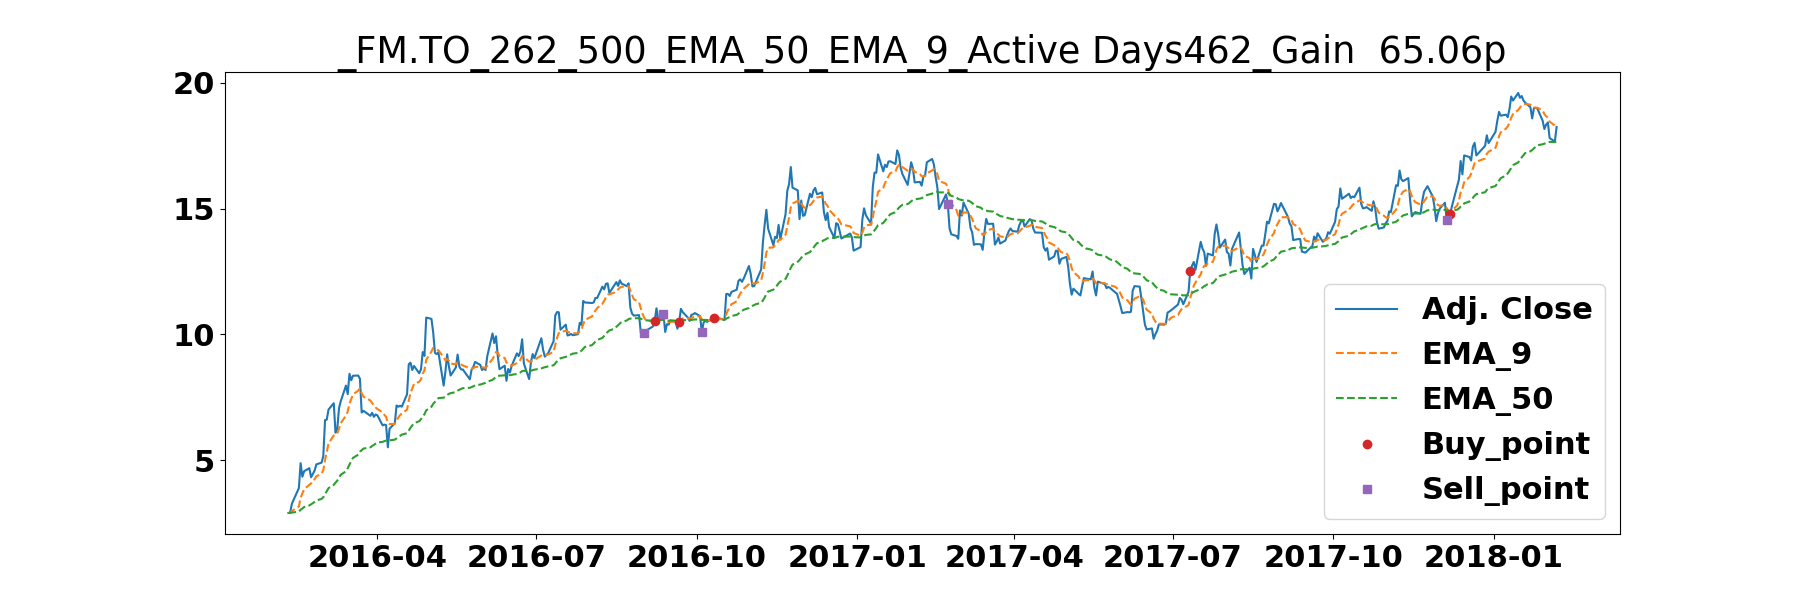 _FM.TO_262_500_EMA_50_EMA_9_Active Days462_Gain  65.06p
20
15
10
5
2016-04 2016-07 2016-10 2017-01 2017-04 2017-07 2017-10 2018-01
Adj. Close
EMA_9
EMA_50
Buy_point
Sell_point